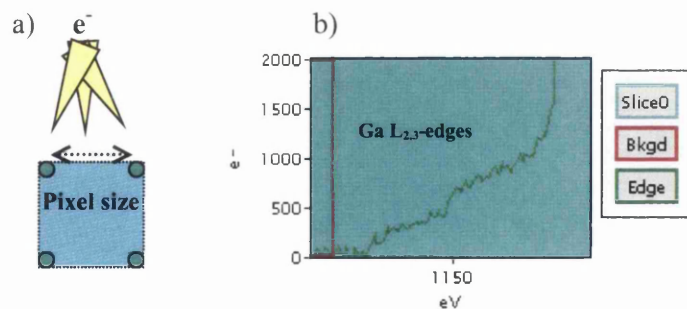 a)
e⁻
Pixel size
b)
2000
1500
1000
500
0
e⁻
Ga L₂,₃-edges
1150
eV
Slice0
Bkgd
Edge